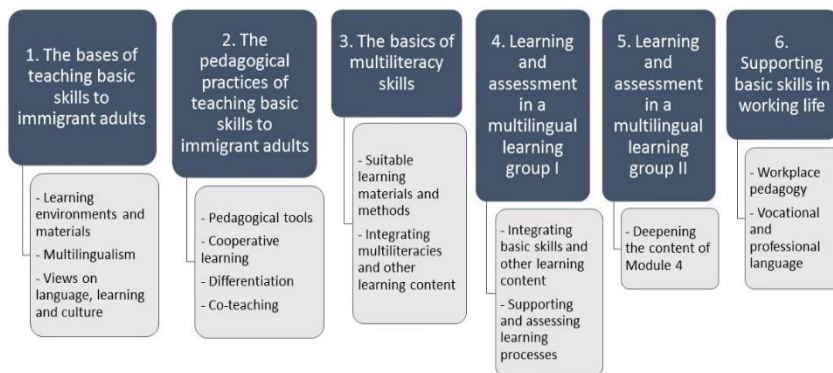 1. The bases of
teaching basic
skills to
immigrant adults
- Learning
environments and
materials
- Multilingualism
- Views on
language, learning
and culture
2. The
pedagogical
practices of
teaching basic
skills to
immigrant adults
- Pedagogical tools
- Cooperative
learning
- Differentiation
- Co-teaching
3. The basics of
multiliteracy
skills
- Suitable
learning
materials and
methods
- Integrating
multiliteracies
and other
learning content
4. Learning
and
assessment in
a multilingual
learning
group I
- Integrating
basic skills and
other learning
content
- Supporting
and assessing
learning
processes
5. Learning
and
assessment in
a multilingual
learning
group II
- Deepening
the content of
Module 4
6.
Supporting
basic skills in
working life
- Workplace
pedagogy
- Vocational
and
professional
language